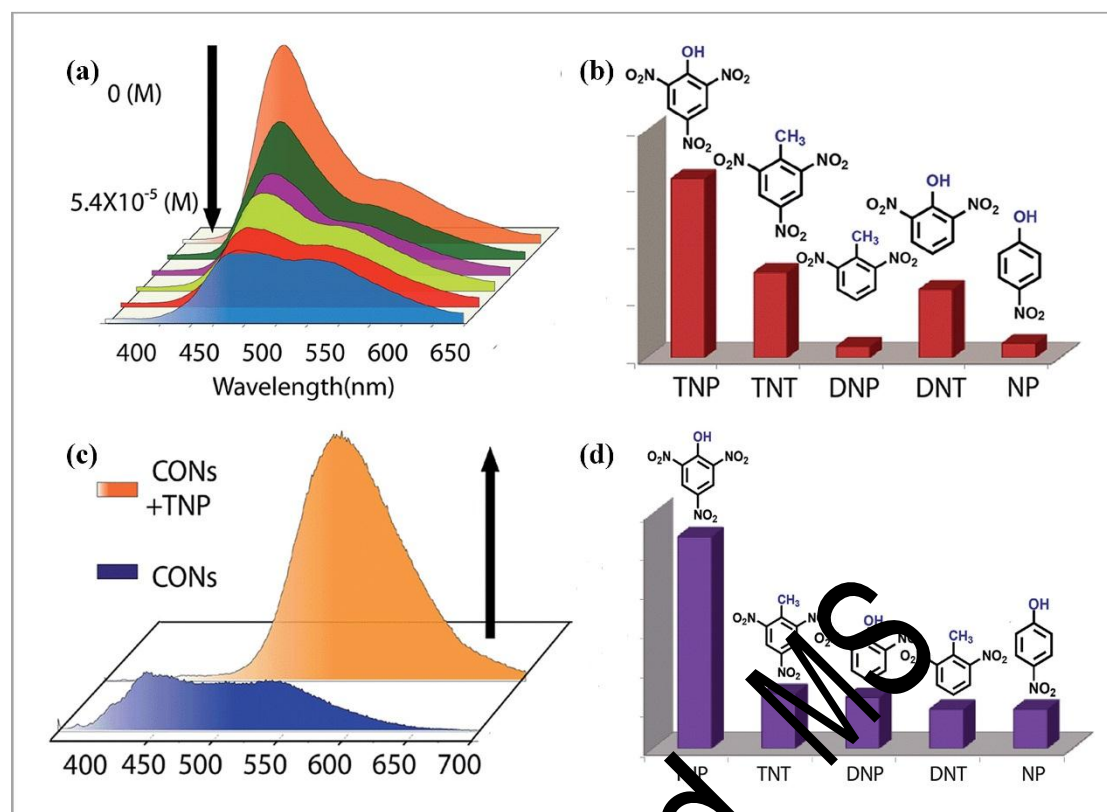 (a)
0 (M)
5.4X10⁻⁵ (M)
400 450 500 550 600 650
Wavelength(nm)
(b)
OH
O₂N NO₂
NO₂
CH₃
O₂N NO₂
NO₂
CH₃
O₂N NO₂
OH
O₂N NO₂
OH
NO₂
TNP TNT DNP DNT NP
(c)
CONs
+TNP
CONs
400 450 500 550 600 650 700
(d)
OH
O₂N NO₂
NO₂
CH₃
O₂N
NO₂
OH
CH₃
O₂N NO₂
OH
NO₂
TNT DNP DNT NP
d MS